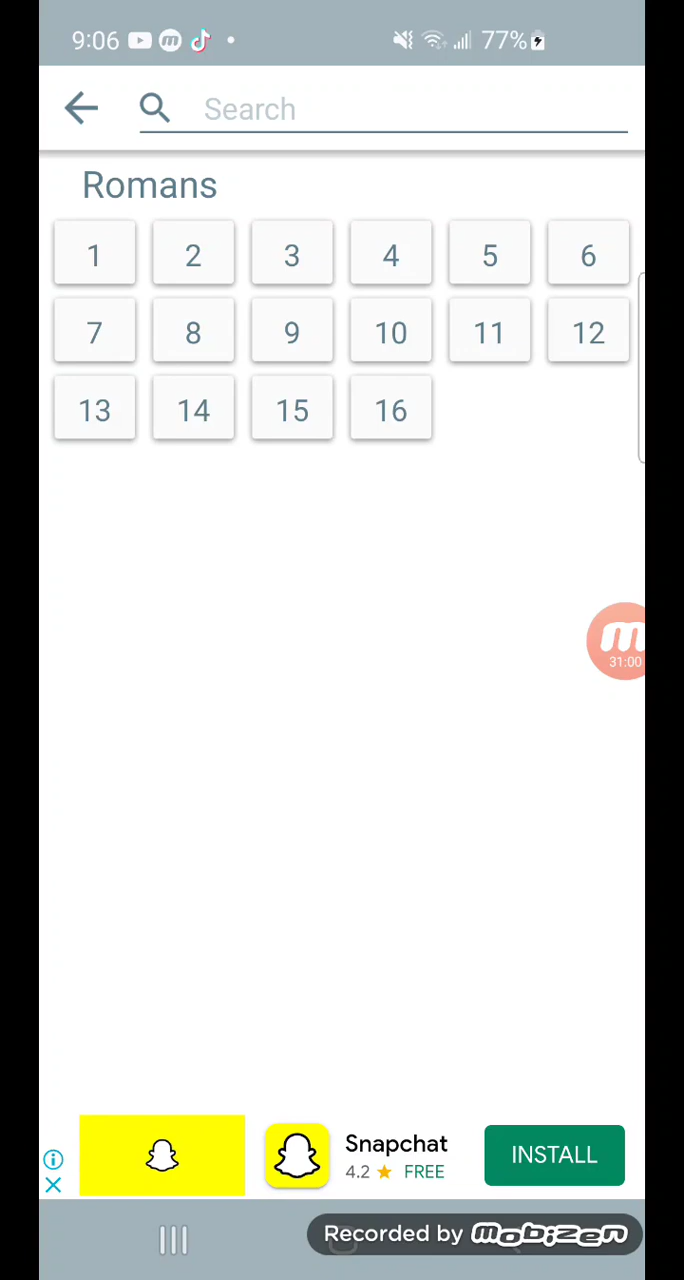 9:06 77%
Search
Romans
1 2 3 4 5 6
7 8 9 10 11 12
13 14 15 16
31:00
Snapchat
4.2 FREE
INSTALL
Recorded by mobizen